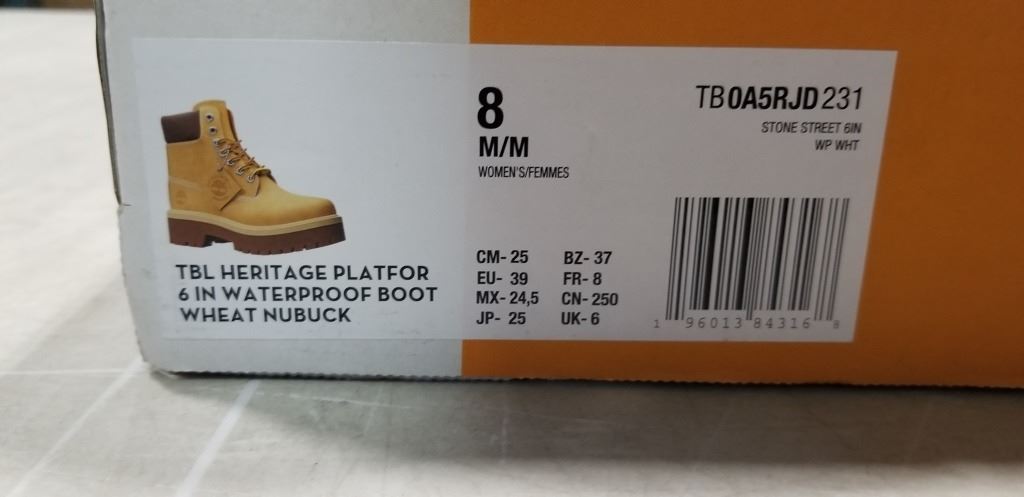 TBL HERITAGE PLATFOR
6 IN WATERPROOF BOOT
WHEAT NUBUCK
8
M/M
WOMEN'S/FEMMES
CM- 25 BZ- 37
EU- 39 FR- 8
MX- 24,5 CN- 250
JP- 25 UK- 6
TB0A5RJD231
STONE STREET 6IN
WP WHT
1 96013 84316 8